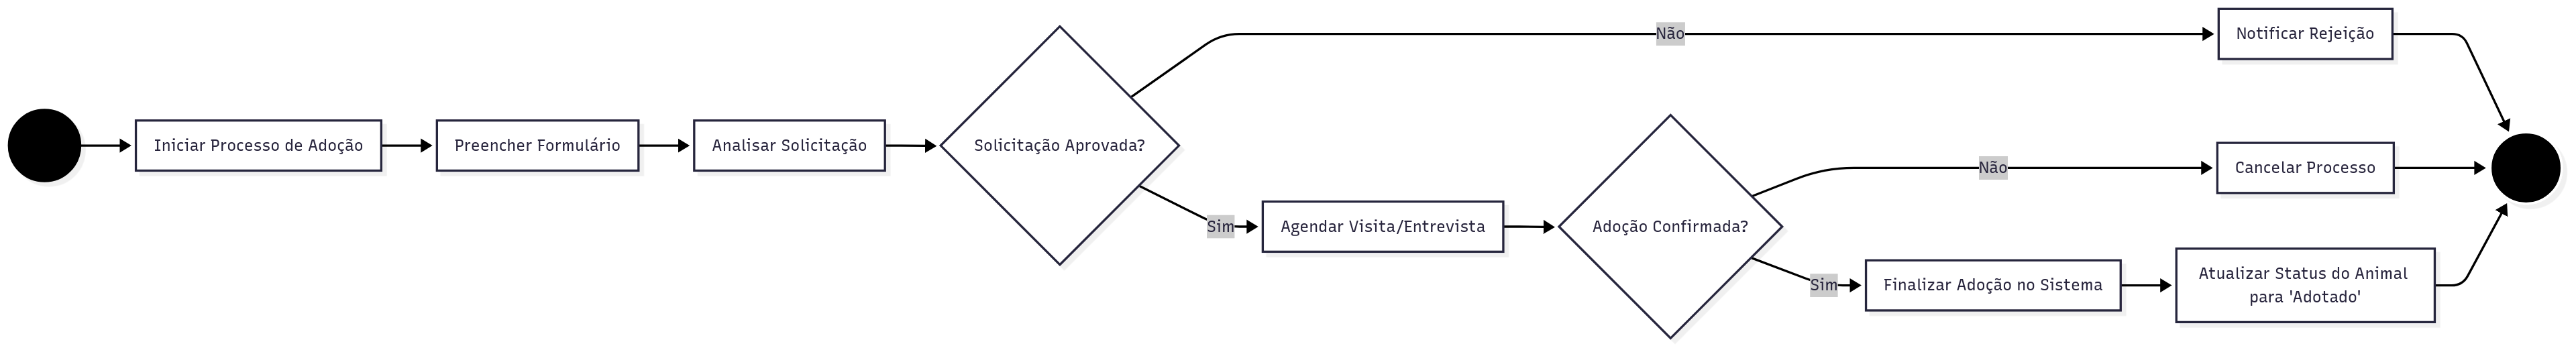 Iniciar Processo de Adoção
Preencher Formulário
Analisar Solicitação
Solicitação Aprovada?
Não
Notificar Rejeição
Sim
Agendar Visita/Entrevista
Adoção Confirmada?
Não
Cancelar Processo
Sim
Finalizar Adoção no Sistema
Atualizar Status do Animal
para 'Adotado'